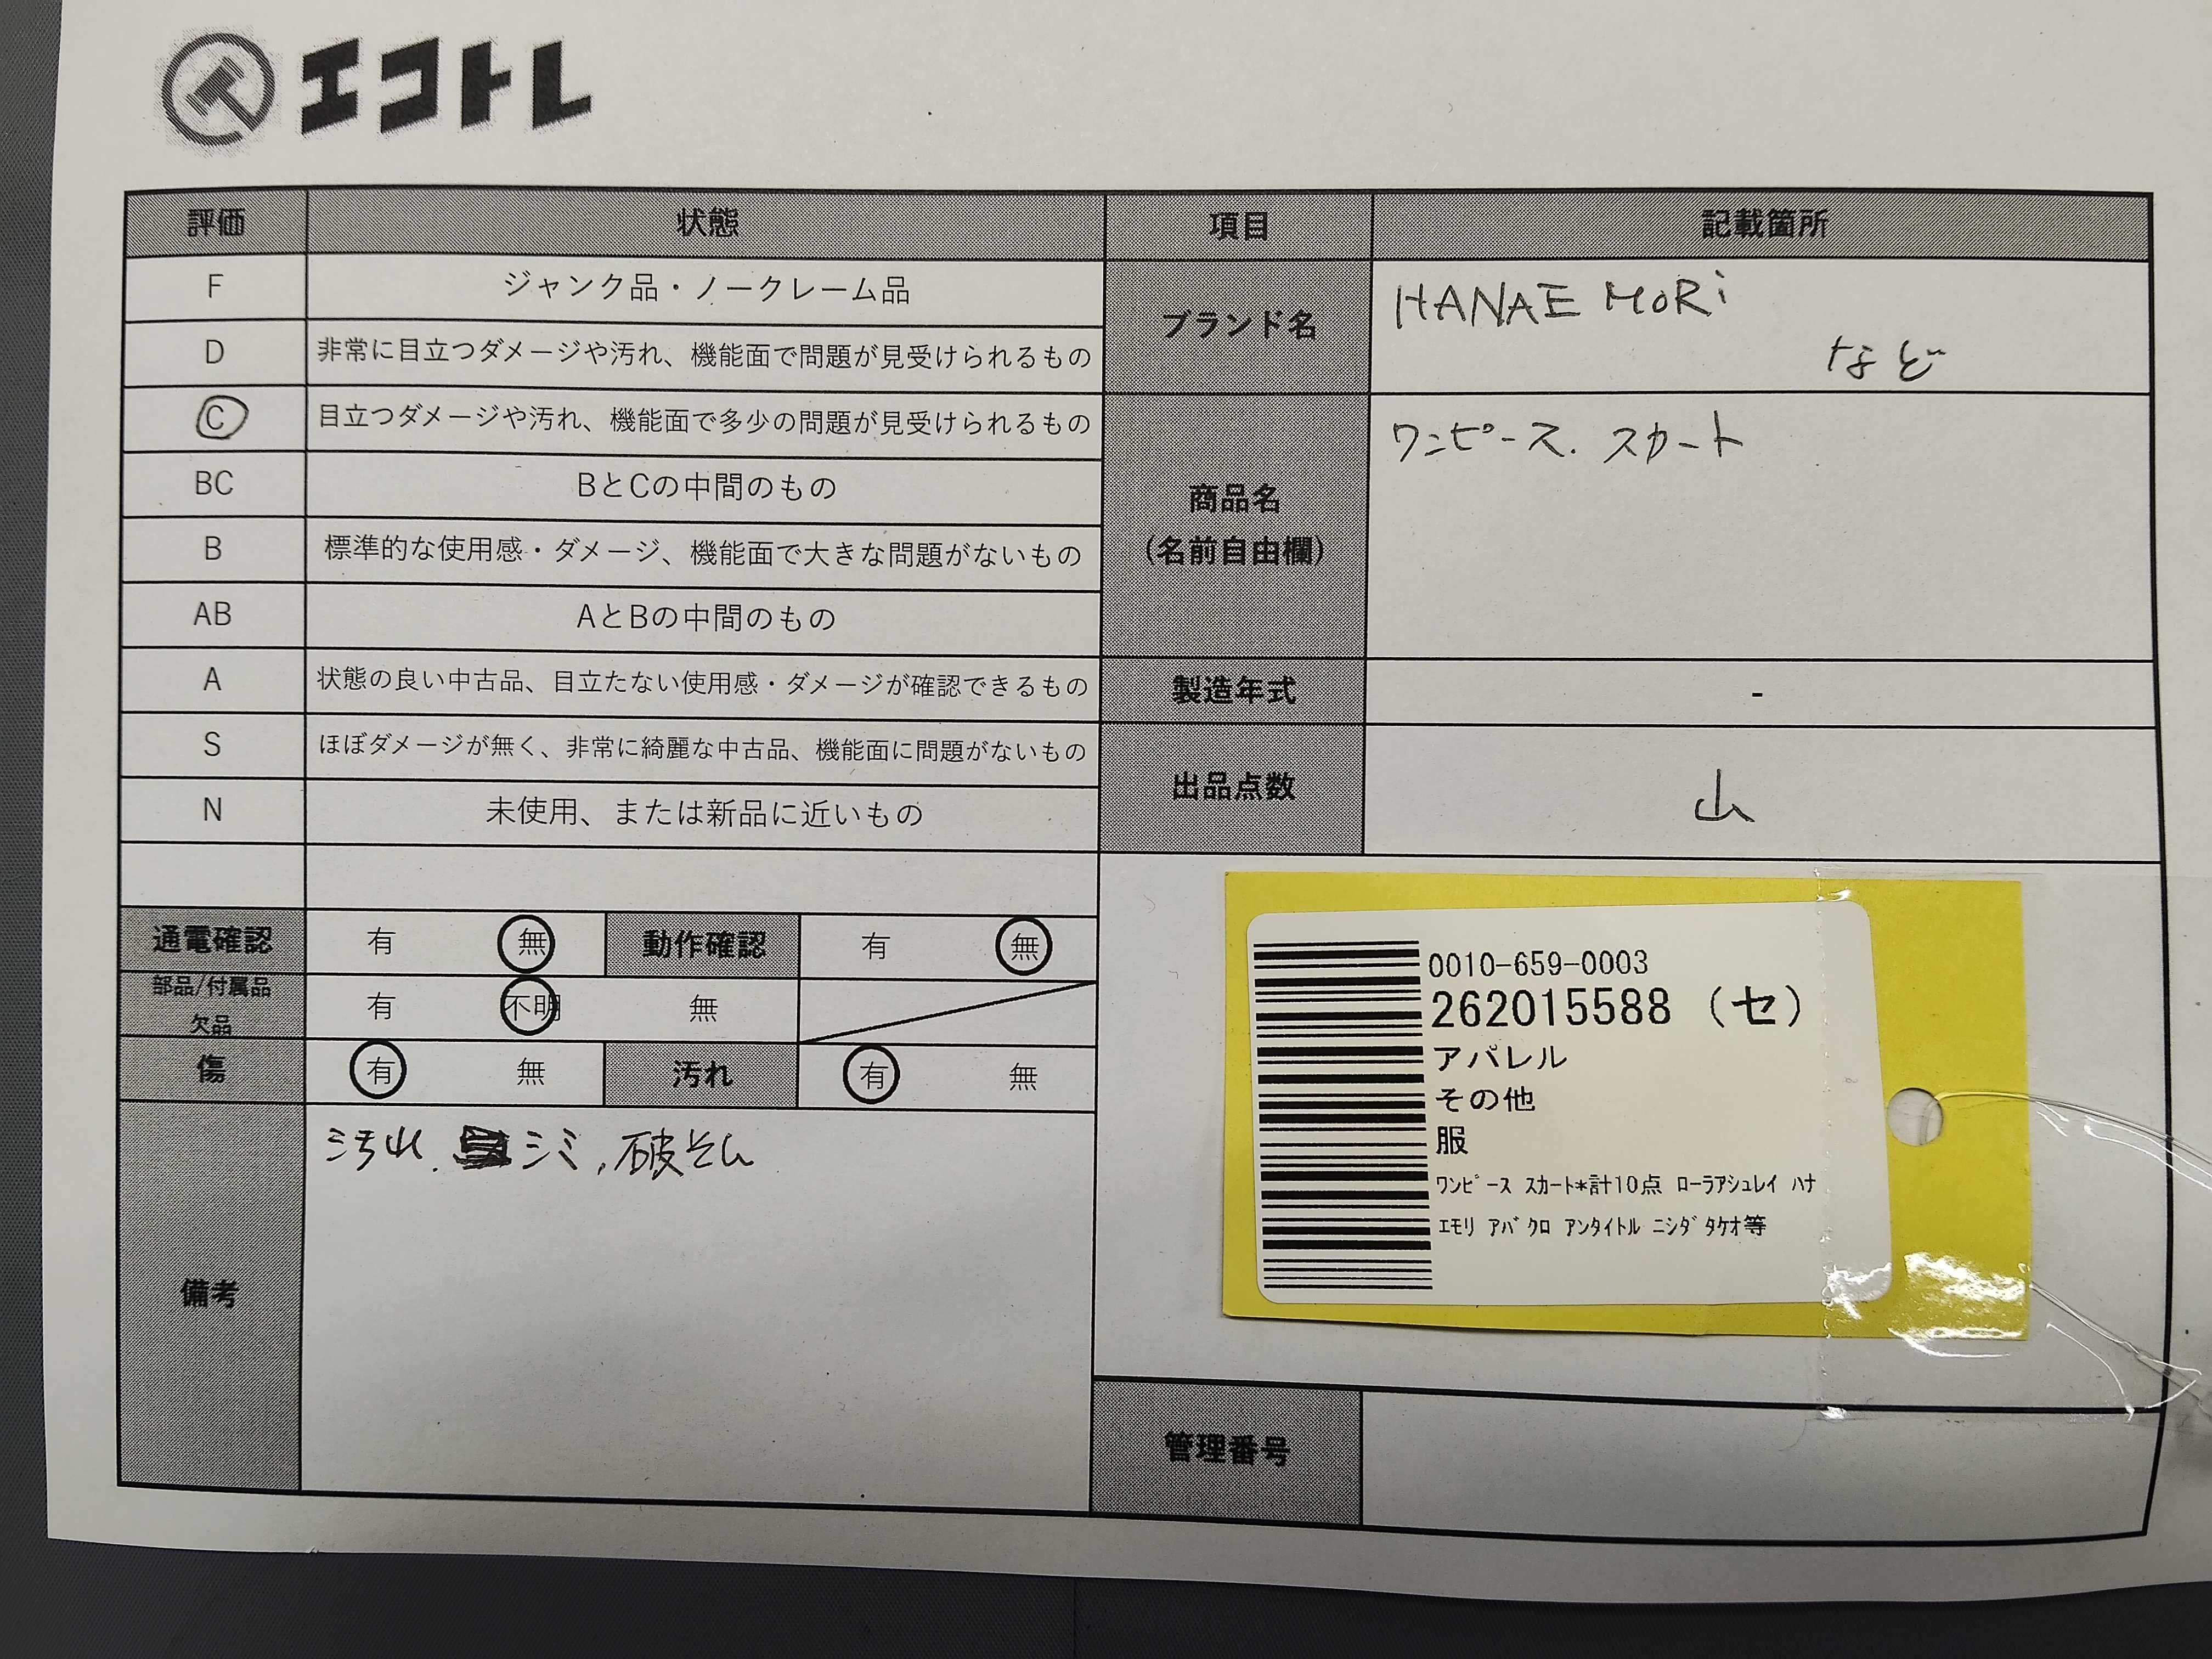 エコトレ
評価 状態 項目 記載箇所
F ジャンク品・ノークレーム品
D 非常に目立つダメージや汚れ、機能面で問題が見受けられるもの
C 目立つダメージや汚れ、機能面で多少の問題が見受けられるもの
BC BとCの中間のもの
B 標準的な使用感・ダメージ、機能面で大きな問題がないもの
AB AとBの中間のもの
A 状態の良い中古品、目立たない使用感・ダメージが確認できるもの
S ほぼダメージが無く、非常に綺麗な中古品、機能面に問題がないもの
N 未使用、または新品に近いもの
ブランド名 HANAE MORi
など
商品名 ワンピース. スカート
(名前自由欄)
製造年式 -
出品点数 山
通電確認 有 無 動作確認 有 無
部品/付属品
欠品 有 不明 無
傷 有 無 汚れ 有 無
備考 汚れ. シミ, 破そん
0010-659-0003
262015588 (セ)
アパレル
その他
服
ワンピース スカート*計10点 ローラアシュレイ ハナ
エモリ アバクロ アンタイトル ニシダタケオ等
管理番号